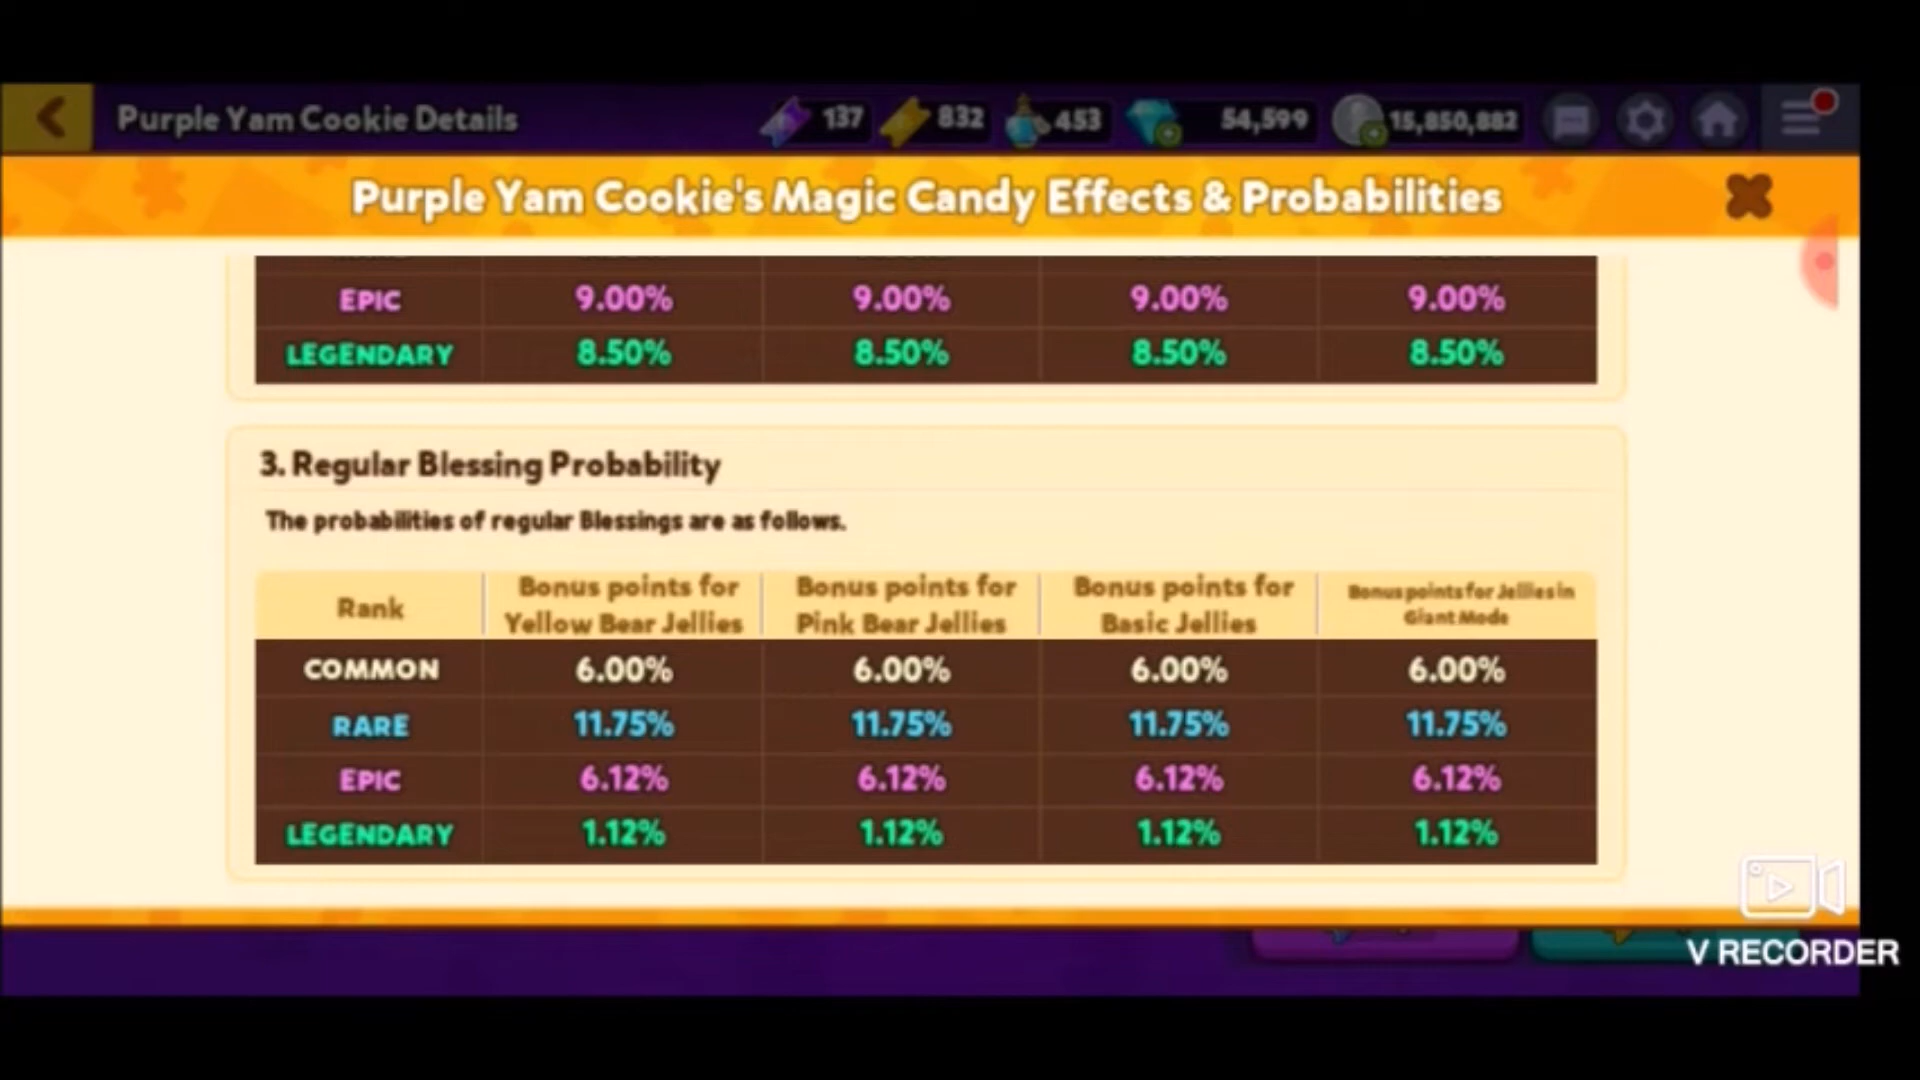 Purple Yam Cookie Details 137 832 453 54,599 15,850,882
Purple Yam Cookie's Magic Candy Effects & Probabilities
EPIC 9.00% 9.00% 9.00% 9.00%
LEGENDARY 8.50% 8.50% 8.50% 8.50%
3. Regular Blessing Probability
The probabilities of regular Blessings are as follows.
Rank
Bonus points for
Yellow Bear Jellies
Bonus points for
Pink Bear Jellies
Bonus points for
Basic Jellies
Bonus points for Jellies in
Giant Mode
COMMON 6.00% 6.00% 6.00% 6.00%
RARE 11.75% 11.75% 11.75% 11.75%
EPIC 6.12% 6.12% 6.12% 6.12%
LEGENDARY 1.12% 1.12% 1.12% 1.12%
V RECORDER